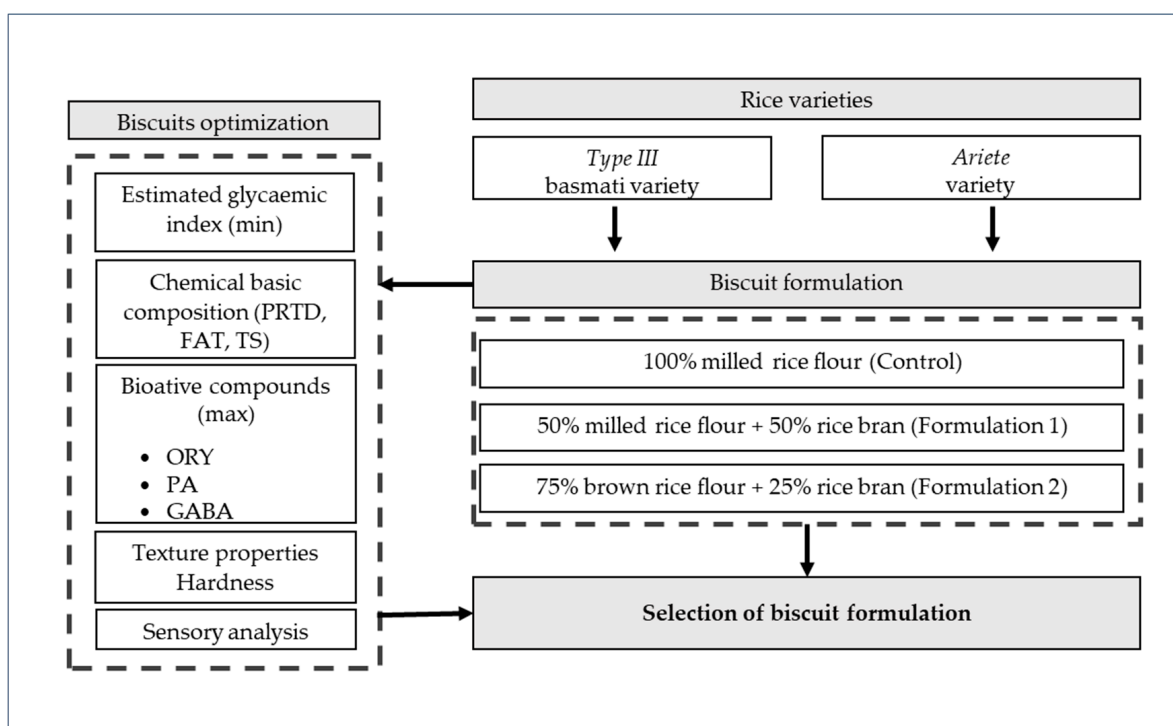 Biscuits optimization
Estimated glycaemic
index (min)
Chemical basic
composition (PRTD,
FAT, TS)
Bioative compounds
(max)
• ORY
• PA
• GABA
Texture properties
Hardness
Sensory analysis
Rice varieties
Type III
basmati variety
Ariete
variety
Biscuit formulation
100% milled rice flour (Control)
50% milled rice flour + 50% rice bran (Formulation 1)
75% brown rice flour + 25% rice bran (Formulation 2)
Selection of biscuit formulation